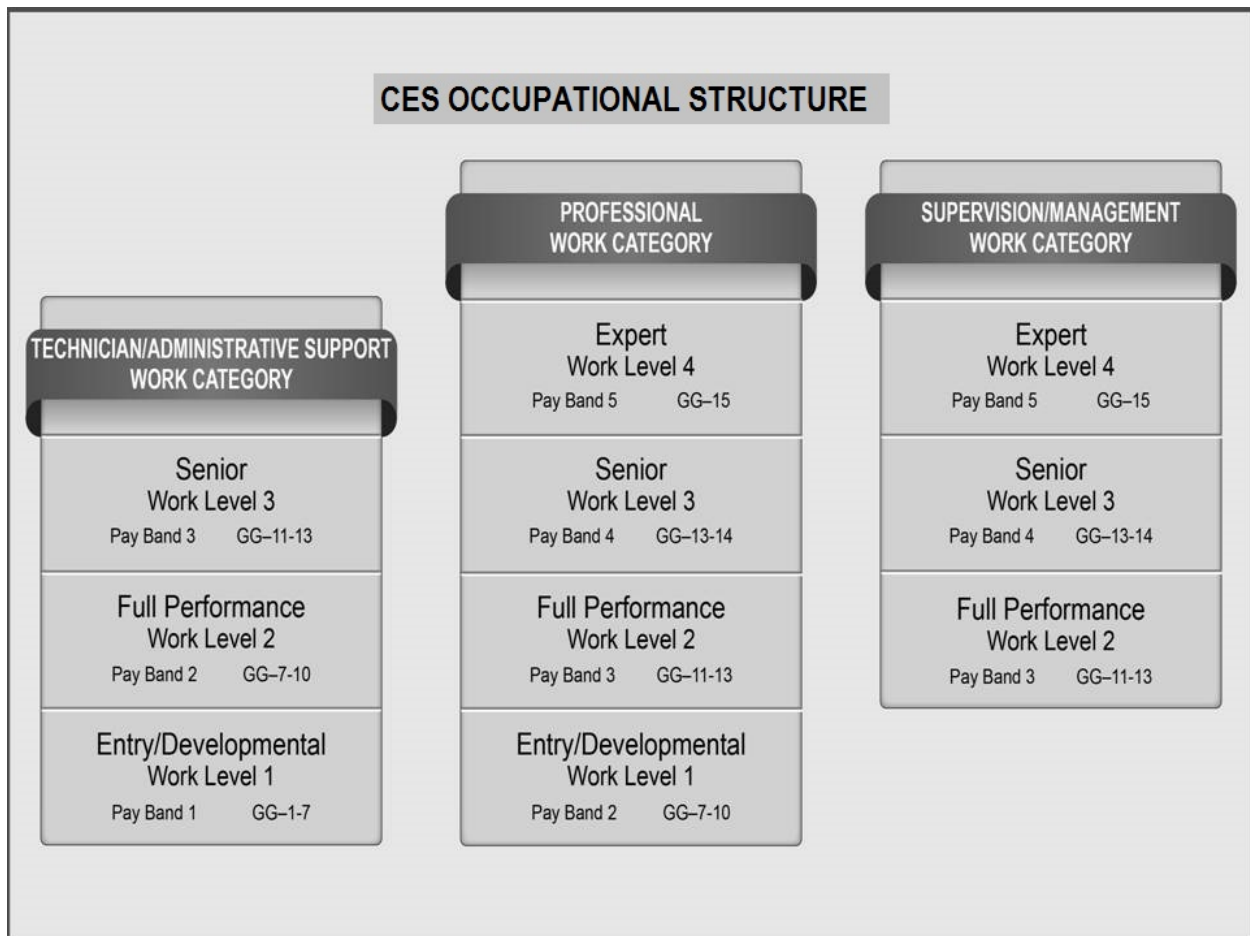 CES OCCUPATIONAL STRUCTURE
TECHNICIAN/ADMINISTRATIVE SUPPORT
WORK CATEGORY
Senior
Work Level 3
Pay Band 3 GG–11-13
Full Performance
Work Level 2
Pay Band 2 GG–7-10
Entry/Developmental
Work Level 1
Pay Band 1 GG–1-7
PROFESSIONAL
WORK CATEGORY
Expert
Work Level 4
Pay Band 5 GG–15
Senior
Work Level 3
Pay Band 4 GG–13-14
Full Performance
Work Level 2
Pay Band 3 GG–11-13
Entry/Developmental
Work Level 1
Pay Band 2 GG–7-10
SUPERVISION/MANAGEMENT
WORK CATEGORY
Expert
Work Level 4
Pay Band 5 GG–15
Senior
Work Level 3
Pay Band 4 GG–13-14
Full Performance
Work Level 2
Pay Band 3 GG–11-13